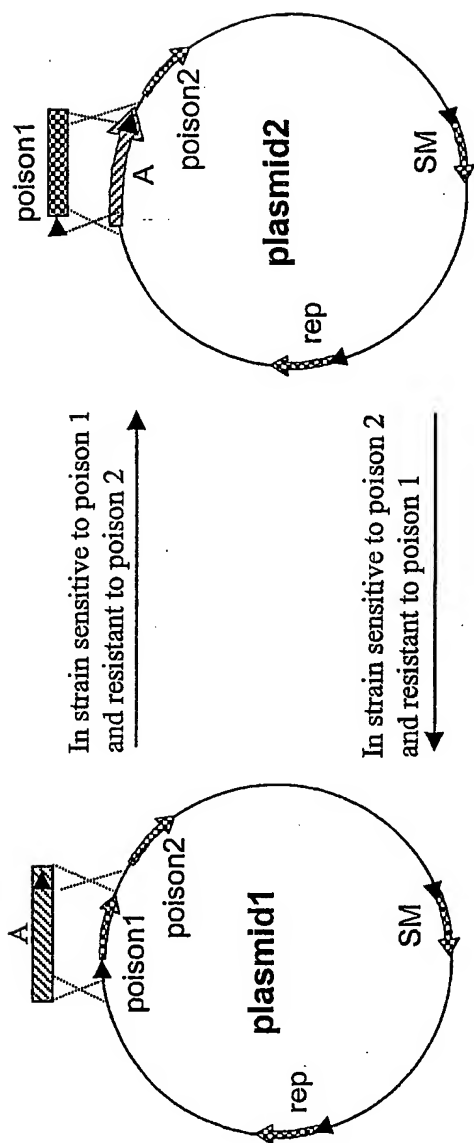 A
poison1
poison2
plasmid1
rep
SM
In strain sensitive to poison 1
and resistant to poison 2
In strain sensitive to poison 2
and resistant to poison 1
poison1
A
poison2
plasmid2
rep
SM